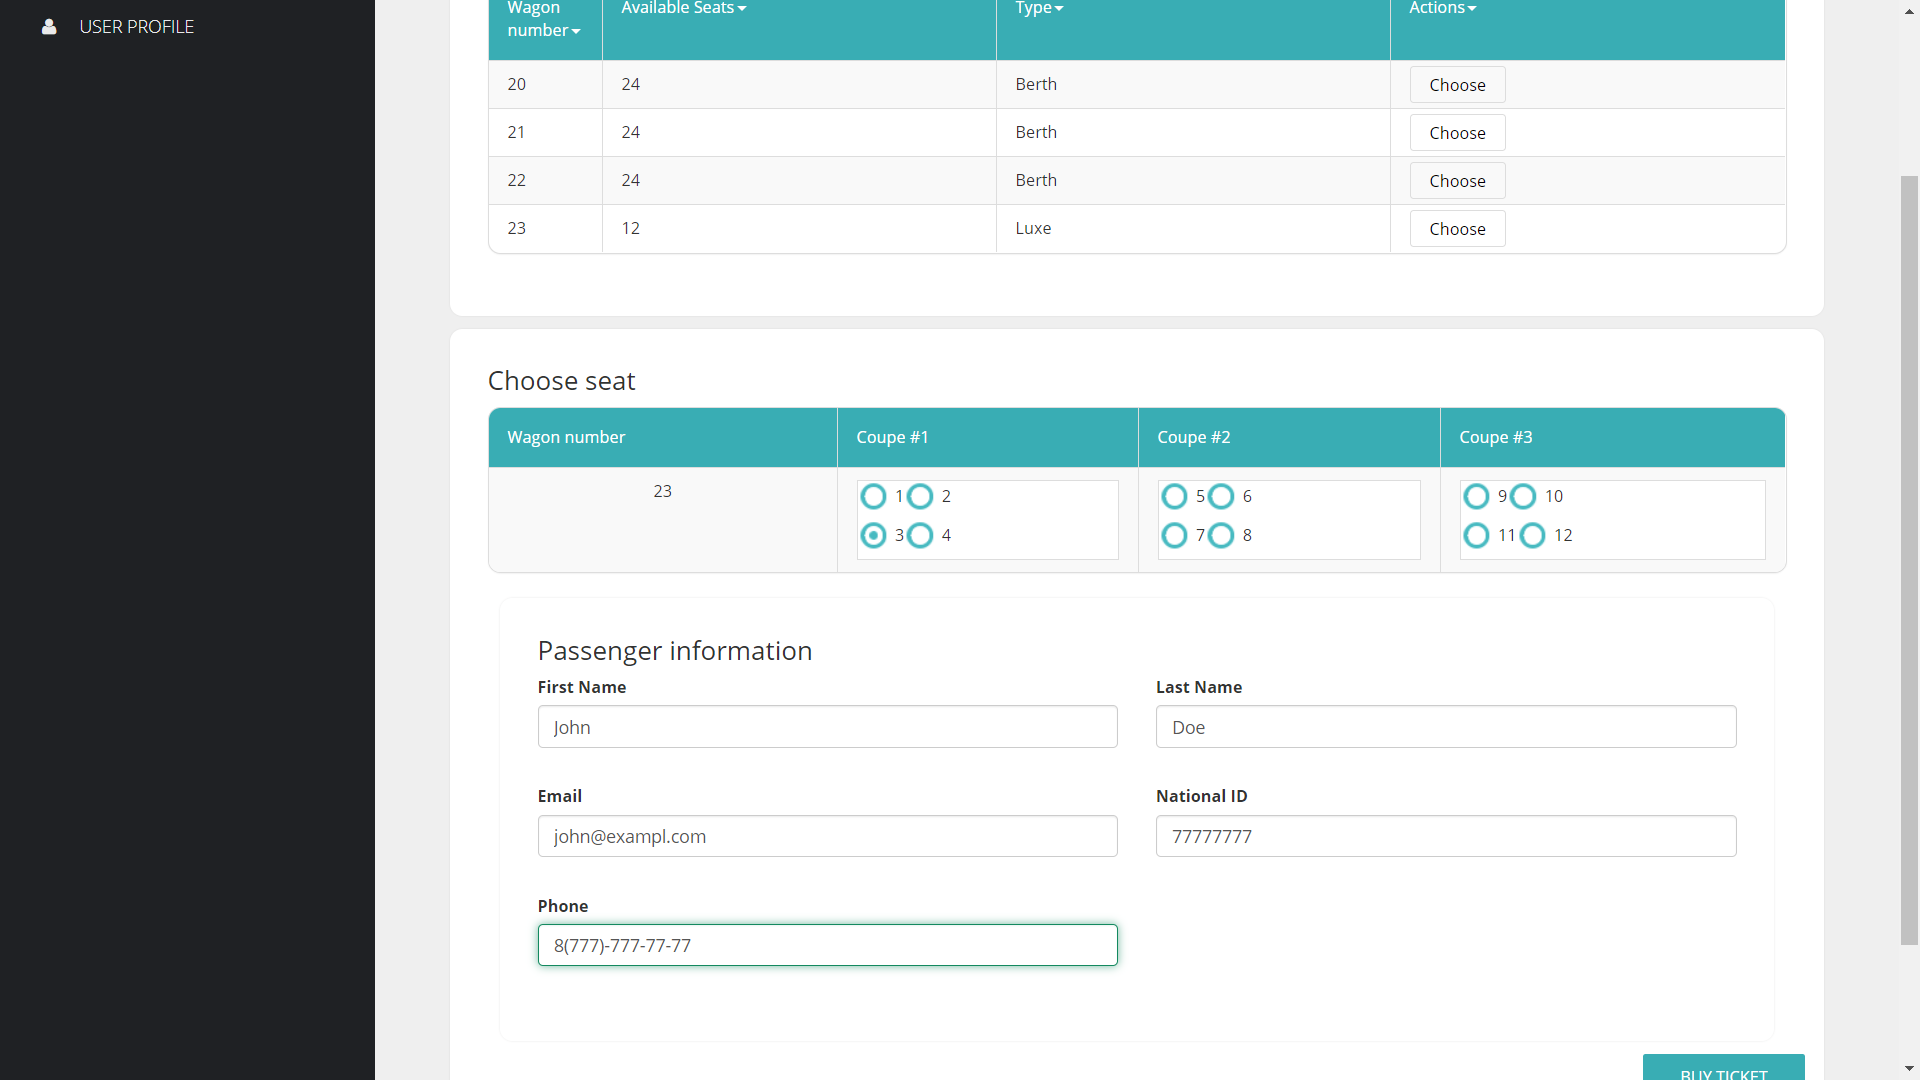 USER PROFILE
Wagon number
Available Seats
Type
Actions
20 24 Berth Choose
21 24 Berth Choose
22 24 Berth Choose
23 12 Luxe Choose
Choose seat
Wagon number Coupe #1 Coupe #2 Coupe #3
23
1 2
3 4
5 6
7 8
9 10
11 12
Passenger information
First Name
John
Last Name
Doe
Email
john@exampl.com
National ID
77777777
Phone
8(777)-777-77-77
BUY TICKET